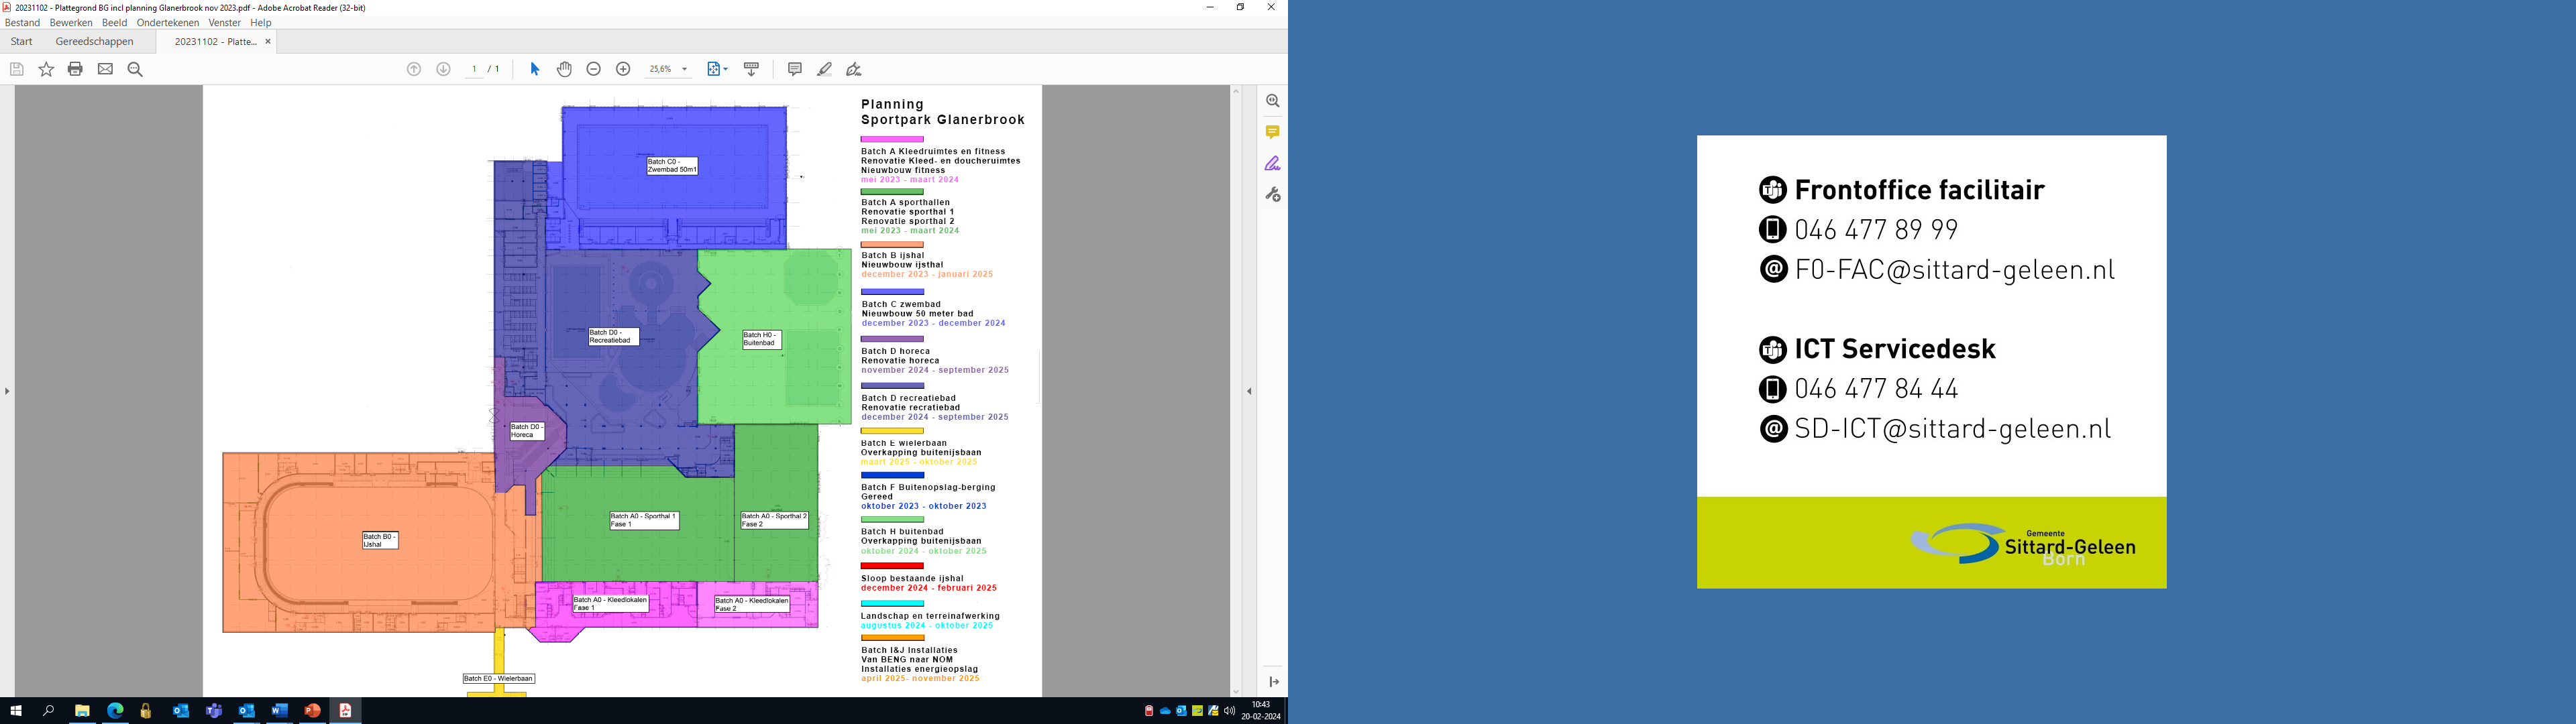 20231102 - Plattegrond BG incl planning Glanerbrook nov 2023.pdf - Adobe Acrobat Reader (32-bit)
Bestand Bewerken Beeld Ondertekenen Venster Help
Start Gereedschappen 20231102 - Platte... ×
1 / 1 25,6%
Planning
Sportpark Glanerbrook
Batch A Kleedruimtes en fitness
Renovatie Kleed- en doucheruimtes
Nieuwbouw fitness
mei 2023 - maart 2024
Batch A sporthallen
Renovatie sporthal 1
Renovatie sporthal 2
mei 2023 - maart 2024
Batch B ijshal
Nieuwbouw ijsthal
december 2023 - januari 2025
Batch C zwembad
Nieuwbouw 50 meter bad
december 2023 - december 2024
Batch D horeca
Renovatie horeca
november 2024 - september 2025
Batch D recreatiebad
Renovatie recratiebad
december 2024 - september 2025
Batch E wielerbaan
Overkapping buitenijsbaan
maart 2025 - oktober 2025
Batch F Buitenopslag-berging
Gereed
oktober 2023 - oktober 2023
Batch H buitenbad
Overkapping buitenijsbaan
oktober 2024 - oktober 2025
Sloop bestaande ijshal
december 2024 - februari 2025
Landschap en terreinafwerking
augustus 2024 - oktober 2025
Batch I&J Installaties
Van BENG naar NOM
Installaties energieopslag
april 2025- november 2025
Batch C0 -
Zwembad 50m1
Batch D0 -
Recreatiebad
Batch H0 -
Buitenbad
Batch D0 -
Horeca
Batch B0 -
IJshal
Batch A0 - Sporthal 1
Fase 1
Batch A0 - Sporthal 2
Fase 2
Batch A0 - Kleedlokalen
Fase 1
Batch A0 - Kleedlokalen
Fase 2
Batch E0 - Wielerbaan
10:43
20-02-2024
Frontoffice facilitair
046 477 89 99
F0-FAC@sittard-geleen.nl
ICT Servicedesk
046 477 84 44
SD-ICT@sittard-geleen.nl
Gemeente
Sittard-Geleen
Born